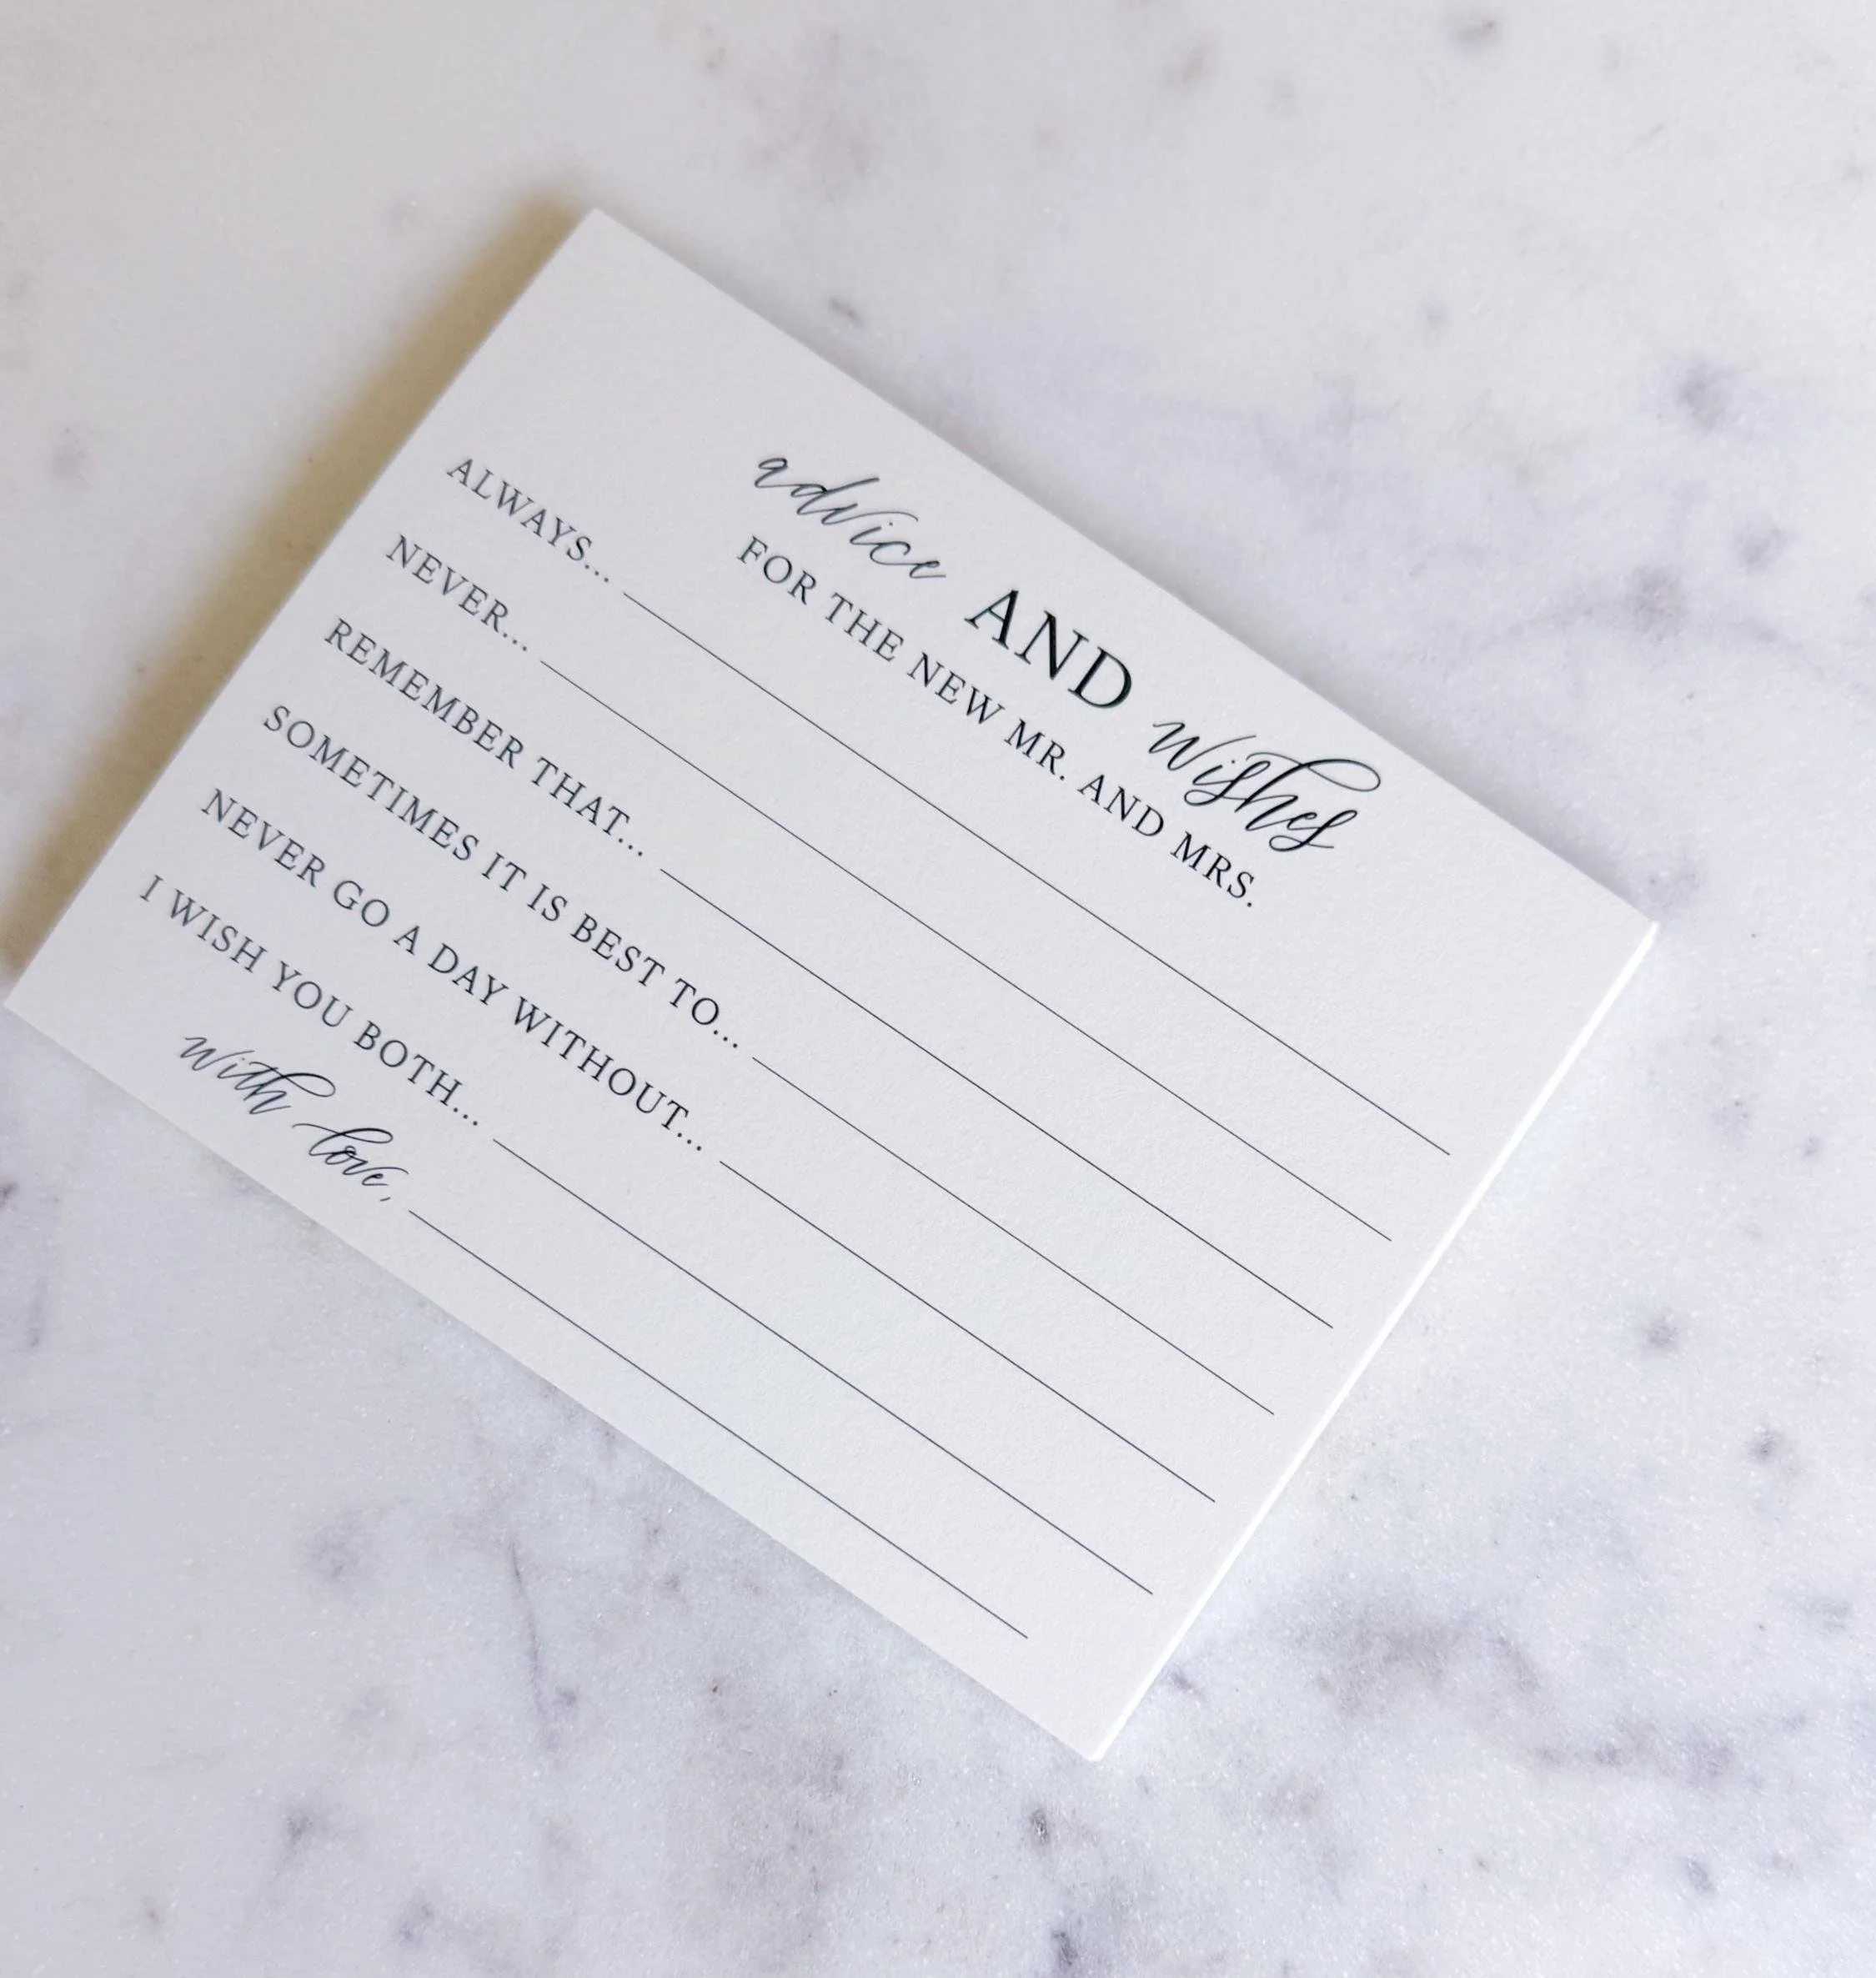 advice AND wishes
FOR THE NEW MR. AND MRS.
ALWAYS...
NEVER...
REMEMBER THAT...
SOMETIMES IT IS BEST TO...
NEVER GO A DAY WITHOUT...
I WISH YOU BOTH...
with love,